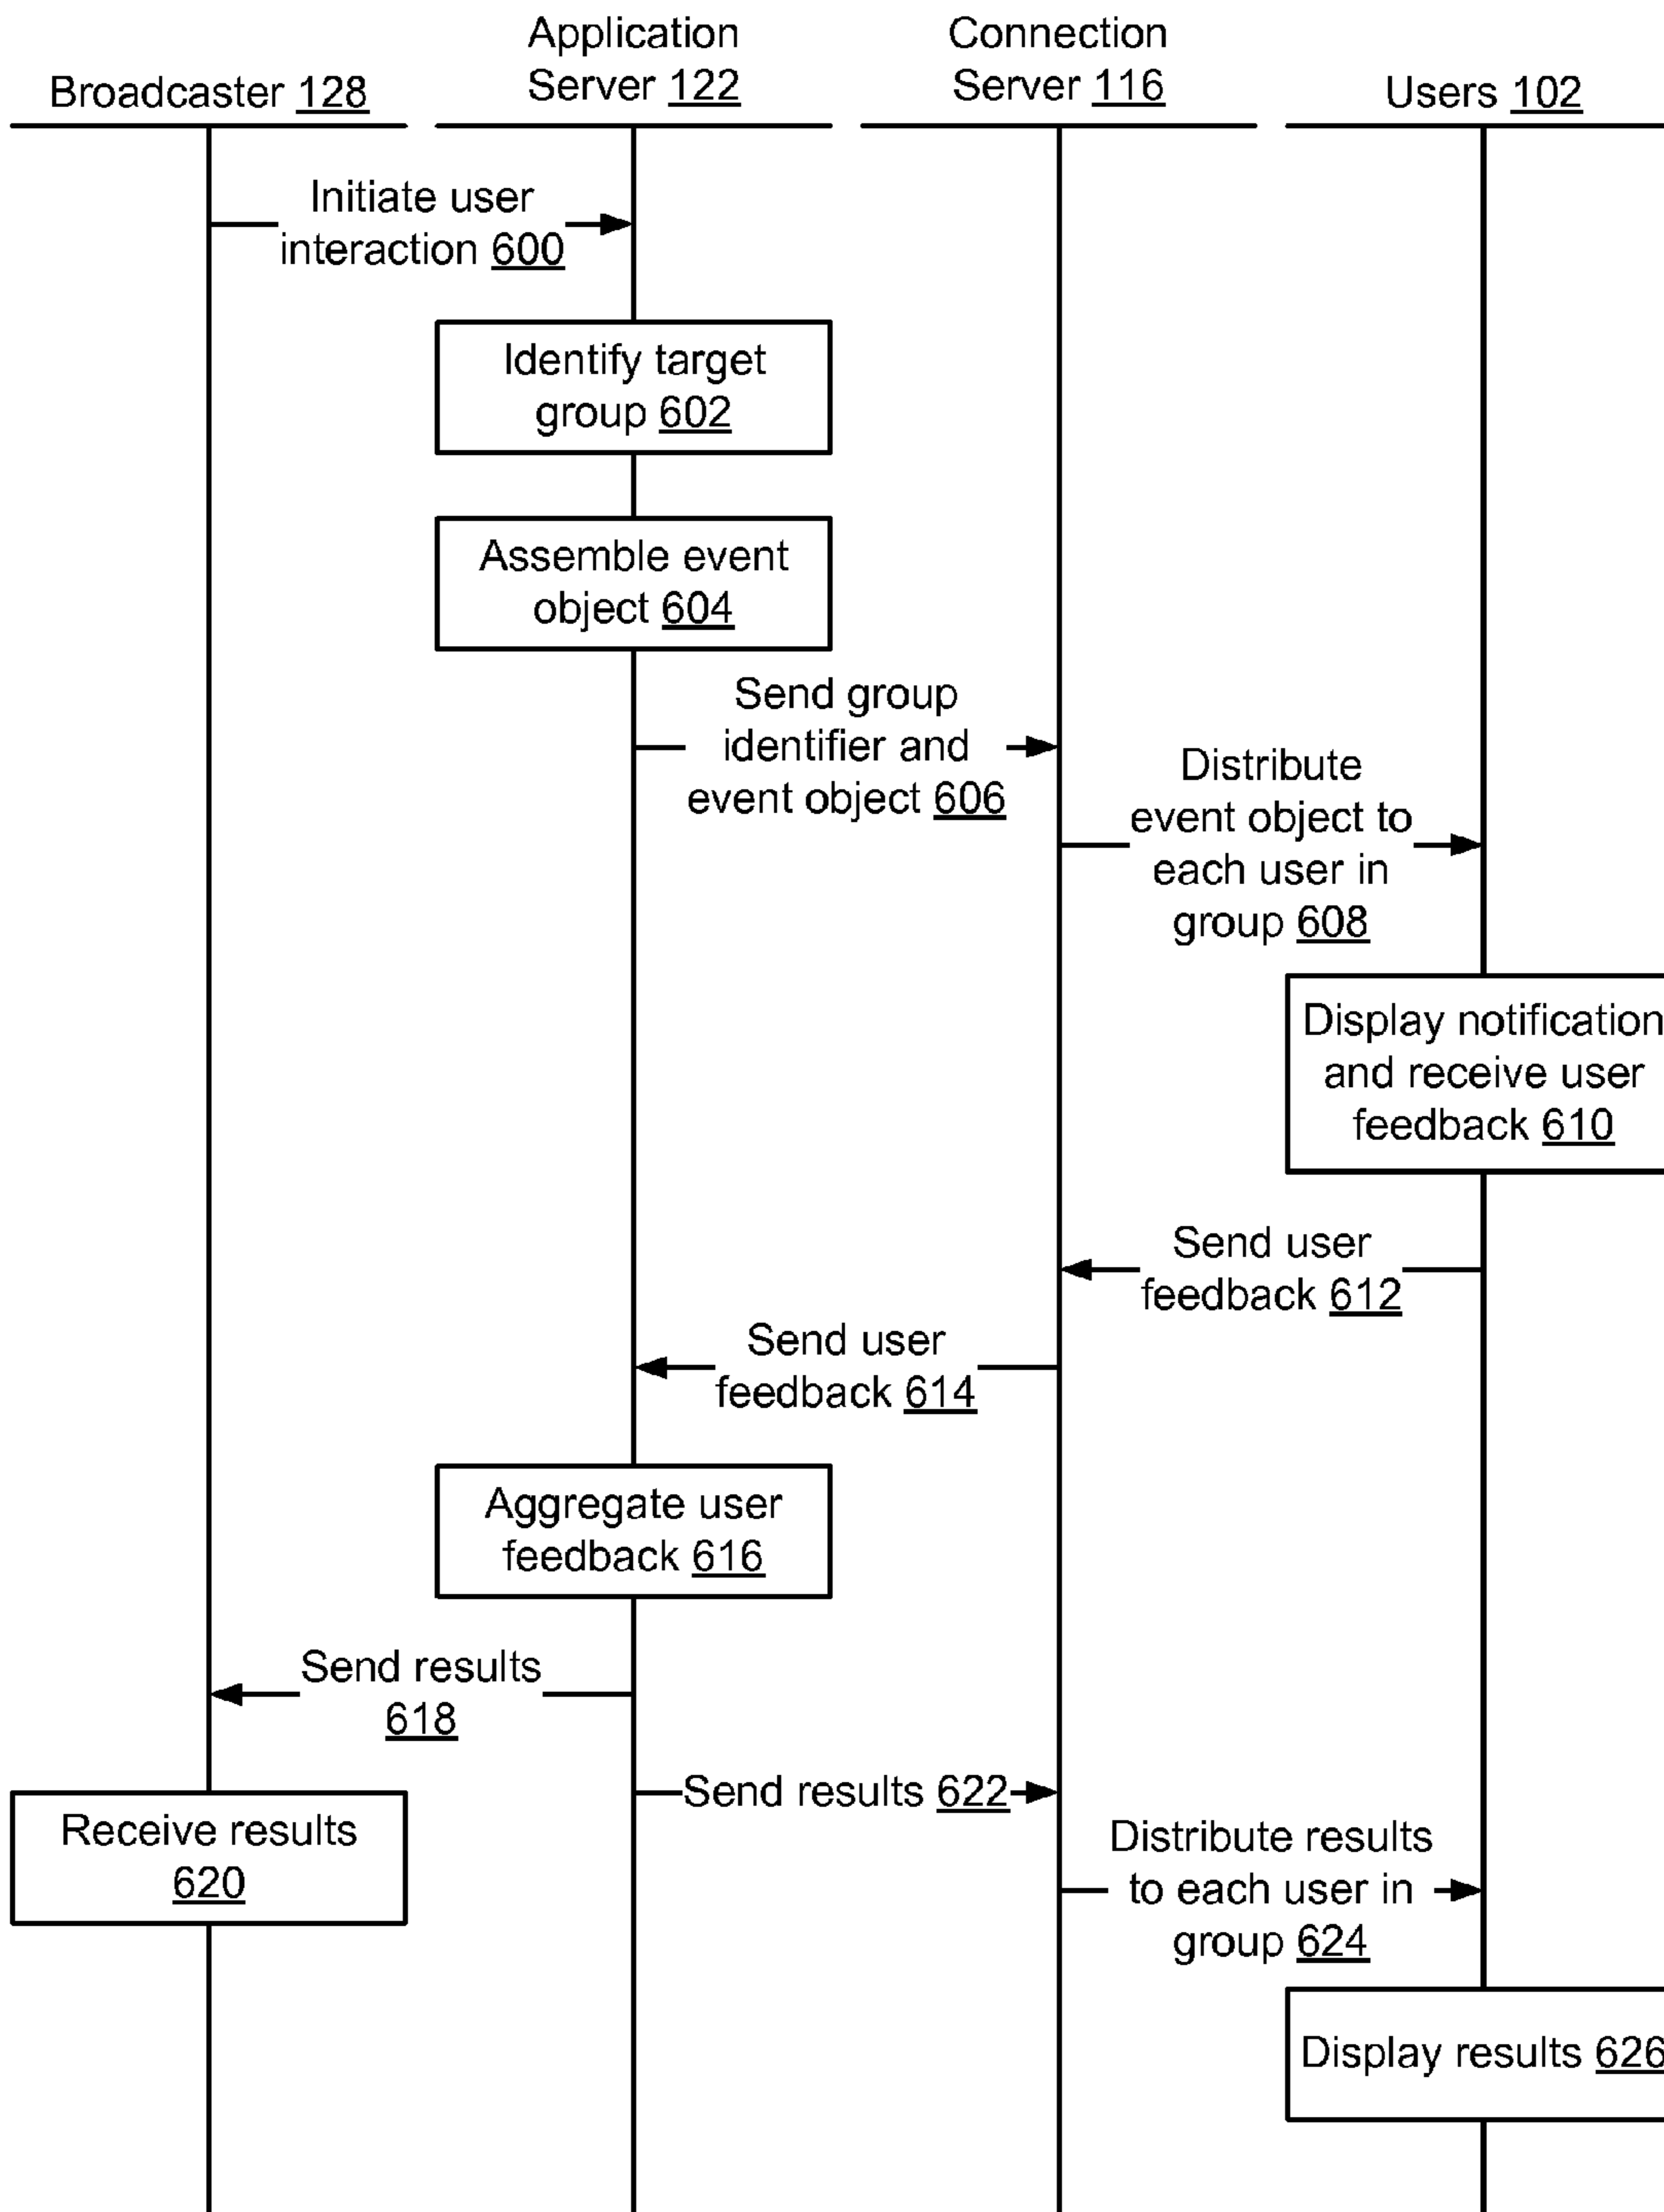 Broadcaster 128
Application
Server 122
Connection
Server 116
Users 102
Initiate user
interaction 600
Identify target
group 602
Assemble event
object 604
Send group
identifier and
event object 606
Distribute
event object to
each user in
group 608
Display notification
and receive user
feedback 610
Send user
feedback 612
Send user
feedback 614
Aggregate user
feedback 616
Send results
618
Receive results
620
Send results 622
Distribute results
to each user in
group 624
Display results 626